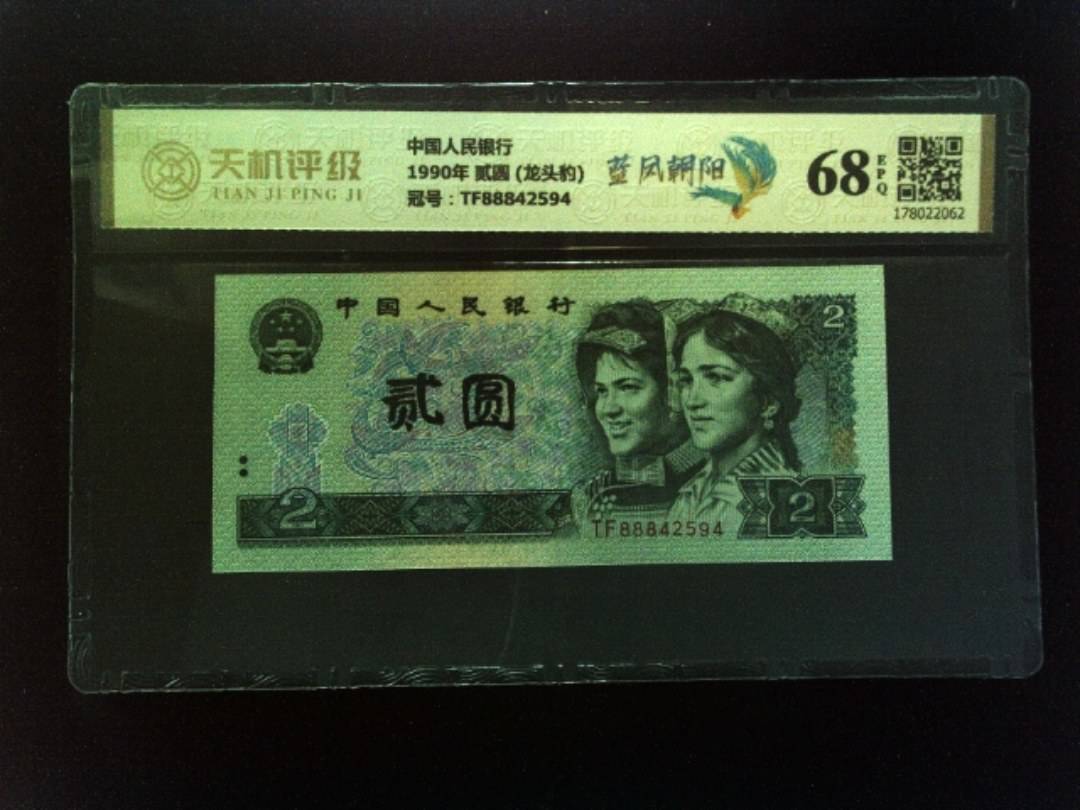 天机评级
TIAN JI PING JI
中国人民银行
1990年 贰圆 (龙头豹)
冠号：TF88842594
蓝凤朝阳
68
EPQ
178022062
中国人民银行
2
贰圆
2
2
TF88842594